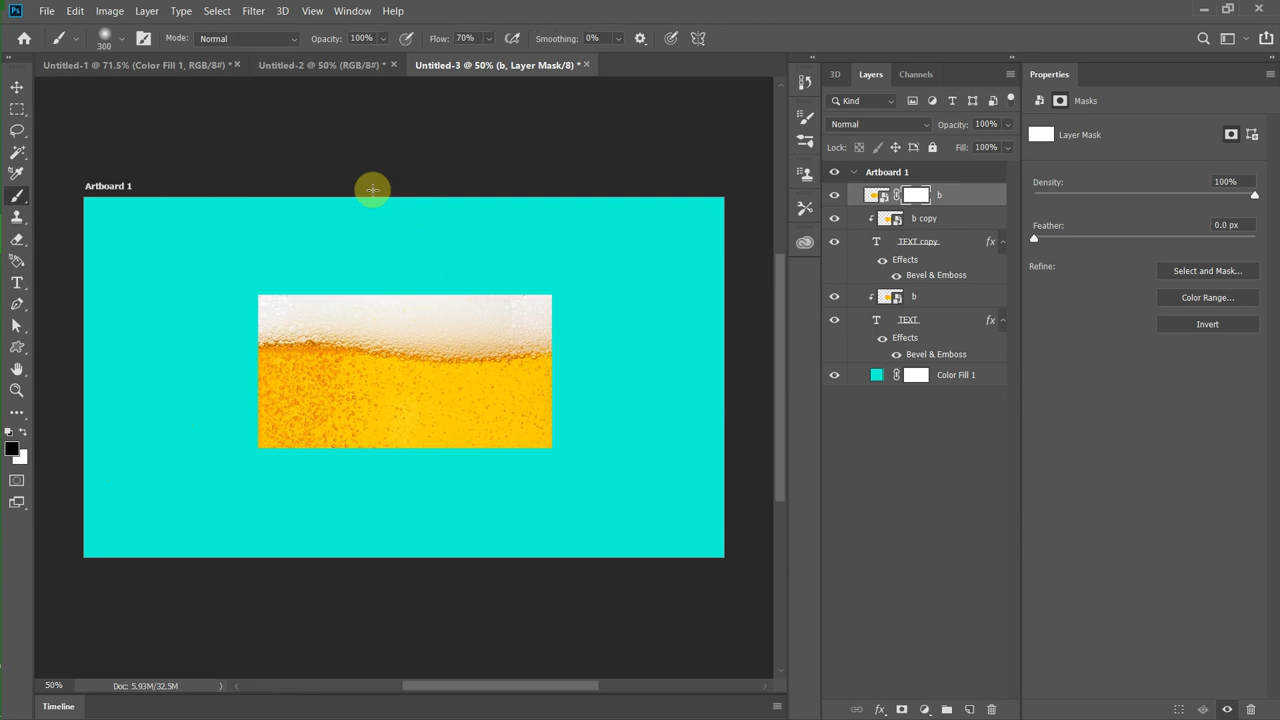 Ps File Edit Image Layer Type Select Filter 3D View Window Help
300 Mode: Normal Opacity: 100% Flow: 70% Smoothing: 0%
Untitled-1 @ 71.5% (Color Fill 1, RGB/8#) * × Untitled-2 @ 50% (RGB/8#) * × Untitled-3 @ 50% (b, Layer Mask/8) * ×
3D Layers Channels
Properties
Kind
Masks
Normal Opacity: 100%
Layer Mask
Lock: Fill: 100%
Artboard 1
Density: 100%
Artboard 1
b
b copy
Feather: 0.0 px
T TEXT copy fx
Effects
Refine: Select and Mask...
Bevel & Emboss
b
Color Range...
T TEXT fx
Invert
Effects
Bevel & Emboss
Color Fill 1
50% Doc: 5.93M/32.5M
Timeline
fx